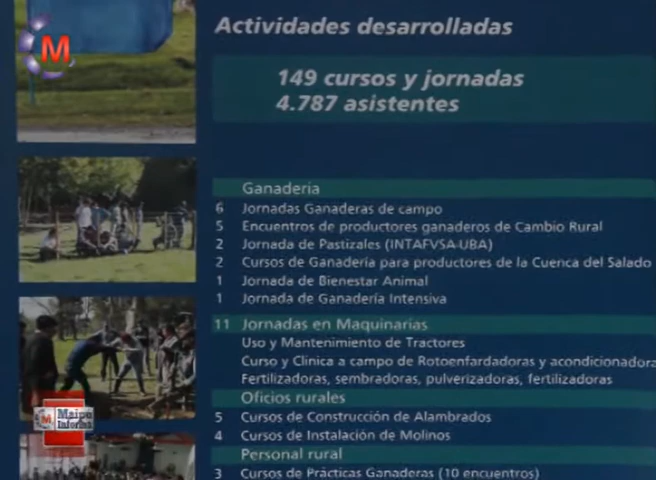 M
Actividades desarrolladas
149 cursos y jornadas
4.787 asistentes
Ganadería
6 Jornadas Ganaderas de campo
5 Encuentros de productores ganaderos de Cambio Rural
2 Jornada de Pastizales (INTAFVSA-UBA)
2 Cursos de Ganadería para productores de la Cuenca del Salado
1 Jornada de Bienestar Animal
1 Jornada de Ganadería Intensiva
11 Jornadas en Maquinarias
Uso y Mantenimiento de Tractores
Curso y Clinica a campo de Rotoenfardadoras y acondicionadora
Fertilizadoras, sembradoras, pulverizadoras, fertilizadoras
Oficios rurales
5 Cursos de Construcción de Alambrados
4 Cursos de Instalación de Molinos
Personal rural
3 Cursos de Prácticas Ganaderas (10 encuentros)
M Maipú
Informa